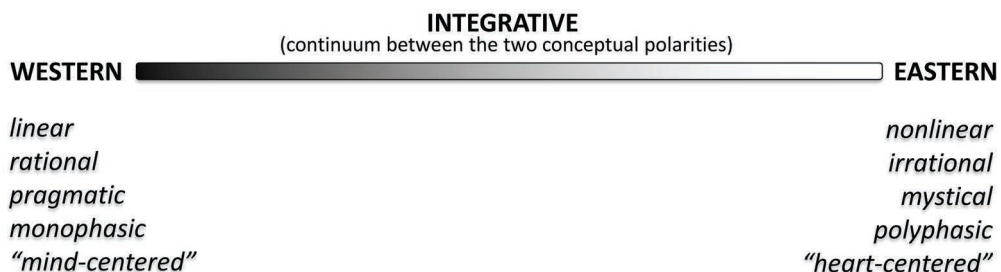 INTEGRATIVE
(continuum between the two conceptual polarities)
WESTERN EASTERN
linear nonlinear
rational irrational
pragmatic mystical
monophasic polyphasic
“mind-centered” “heart-centered”